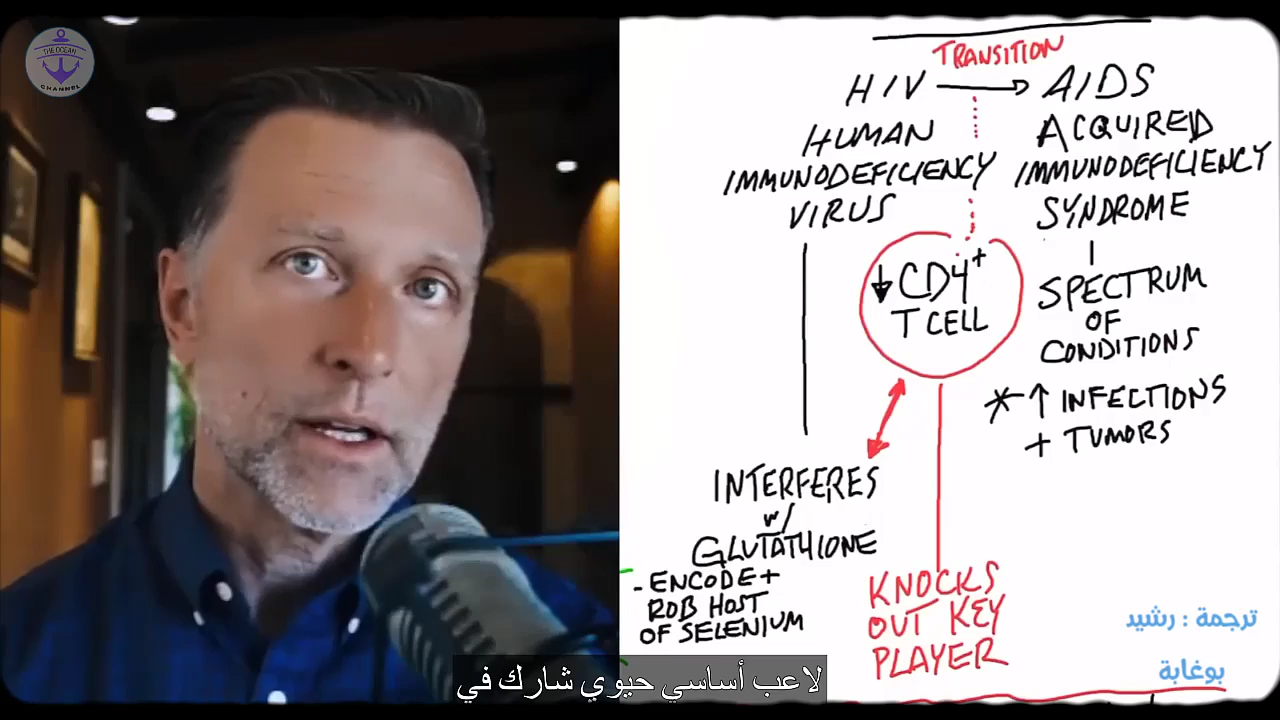 THE OCEAN
CHANNEL
TRANSITION
HIV → AIDS
HUMAN
IMMUNODEFICIENCY
VIRUS
ACQUIRED
IMMUNODEFICIENCY
SYNDROME
↓ CD4+
T CELL
SPECTRUM
OF
CONDITIONS
* ↑ INFECTIONS
+ TUMORS
INTERFERES
w/
GLUTATHIONE
- ENCODE +
ROB HOST
OF SELENIUM
KNOCKS
OUT KEY
PLAYER
ترجمة : رشيد
بوغابة
لاعب أساسي حيوي شارك في